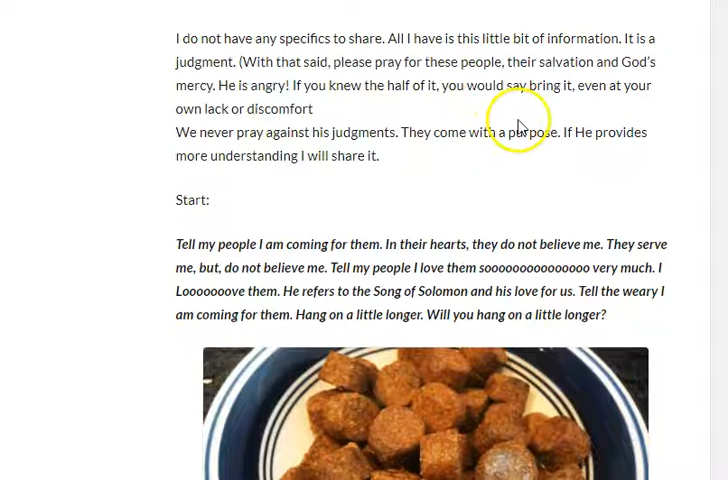 I do not have any specifics to share. All I have is this little bit of information. It is a
judgment. (With that said, please pray for these people, their salvation and God's
mercy. He is angry! If you knew the half of it, you would say bring it, even at your
own lack or discomfort
We never pray against his judgments. They come with a purpose. If He provides
more understanding I will share it.
Start:
Tell my people I am coming for them. In their hearts, they do not believe me. They serve
me, but, do not believe me. Tell my people I love them sooooooooooooooo very much. I
Looooooove them. He refers to the Song of Solomon and his love for us. Tell the weary I
am coming for them. Hang on a little longer. Will you hang on a little longer?